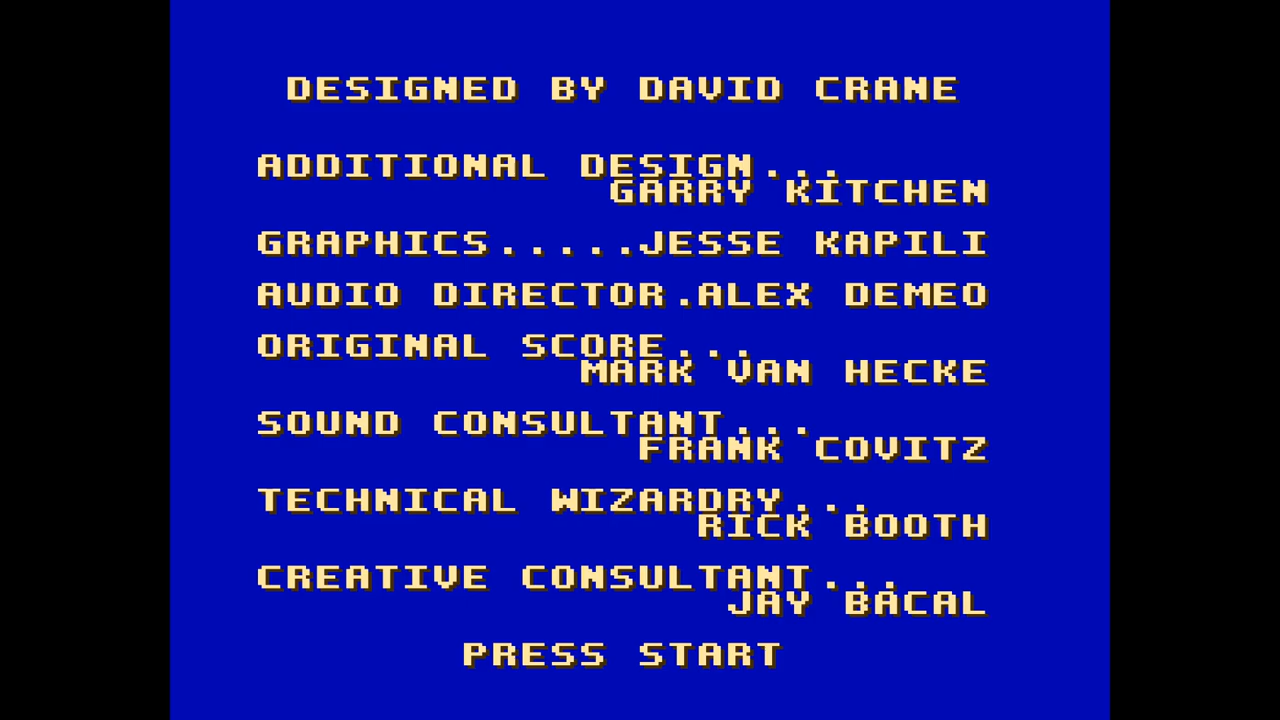 DESIGNED BY DAVID CRANE
ADDITIONAL DESIGN...
GARRY KITCHEN
GRAPHICS.....JESSE KAPILI
AUDIO DIRECTOR.ALEX DEMEO
ORIGINAL SCORE...
MARK VAN HECKE
SOUND CONSULTANT...
FRANK COVITZ
TECHNICAL WIZARDRY...
RICK BOOTH
CREATIVE CONSULTANT...
JAY BACAL
PRESS START